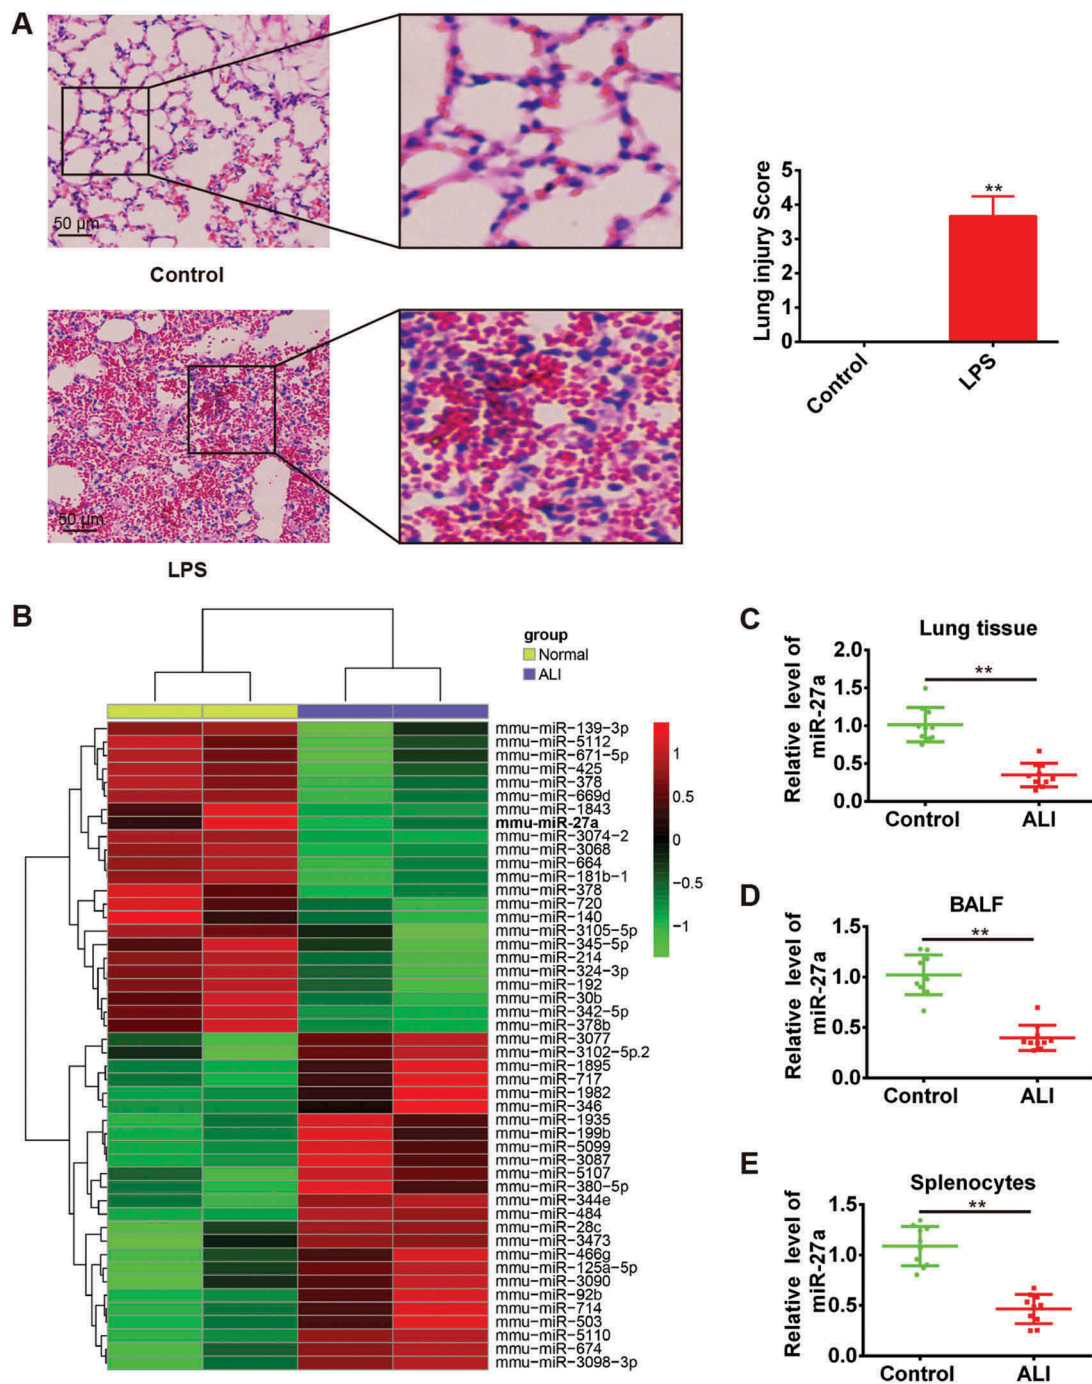 A
50 µm
Control
50 µm
LPS
Lung injury Score
5
4
3
2
1
0
**
Control
LPS
B
group
Normal
ALI
mmu−miR−139−3p
mmu−miR−5112
mmu−miR−671−5p
mmu−miR−425
mmu−miR−378
mmu−miR−669d
mmu−miR−1843
mmu-miR-27a
mmu−miR−3074−2
mmu−miR−3068
mmu−miR−664
mmu−miR−181b−1
mmu−miR−378
mmu−miR−720
mmu−miR−140
mmu−miR−3105−5p
mmu−miR−345−5p
mmu−miR−214
mmu−miR−324−3p
mmu−miR−192
mmu−miR−30b
mmu−miR−342−5p
mmu−miR−378b
mmu−miR−3077
mmu−miR−3102−5p.2
mmu−miR−1895
mmu−miR−717
mmu−miR−1982
mmu−miR−346
mmu−miR−1935
mmu−miR−199b
mmu−miR−5099
mmu−miR−3087
mmu−miR−5107
mmu−miR−380−5p
mmu−miR−344e
mmu−miR−484
mmu−miR−28c
mmu−miR−3473
mmu−miR−466g
mmu−miR−125a−5p
mmu−miR−3090
mmu−miR−92b
mmu−miR−714
mmu−miR−503
mmu−miR−5110
mmu−miR−674
mmu−miR−3098−3p
1
0.5
0
−0.5
−1
C
Lung tissue
Relative level of
miR-27a
2.0
1.5
1.0
0.5
0.0
**
Control
ALI
D
BALF
Relative level of
miR-27a
1.5
1.0
0.5
0.0
**
Control
ALI
E
Splenocytes
Relative level of
miR-27a
1.5
1.0
0.5
0.0
**
Control
ALI